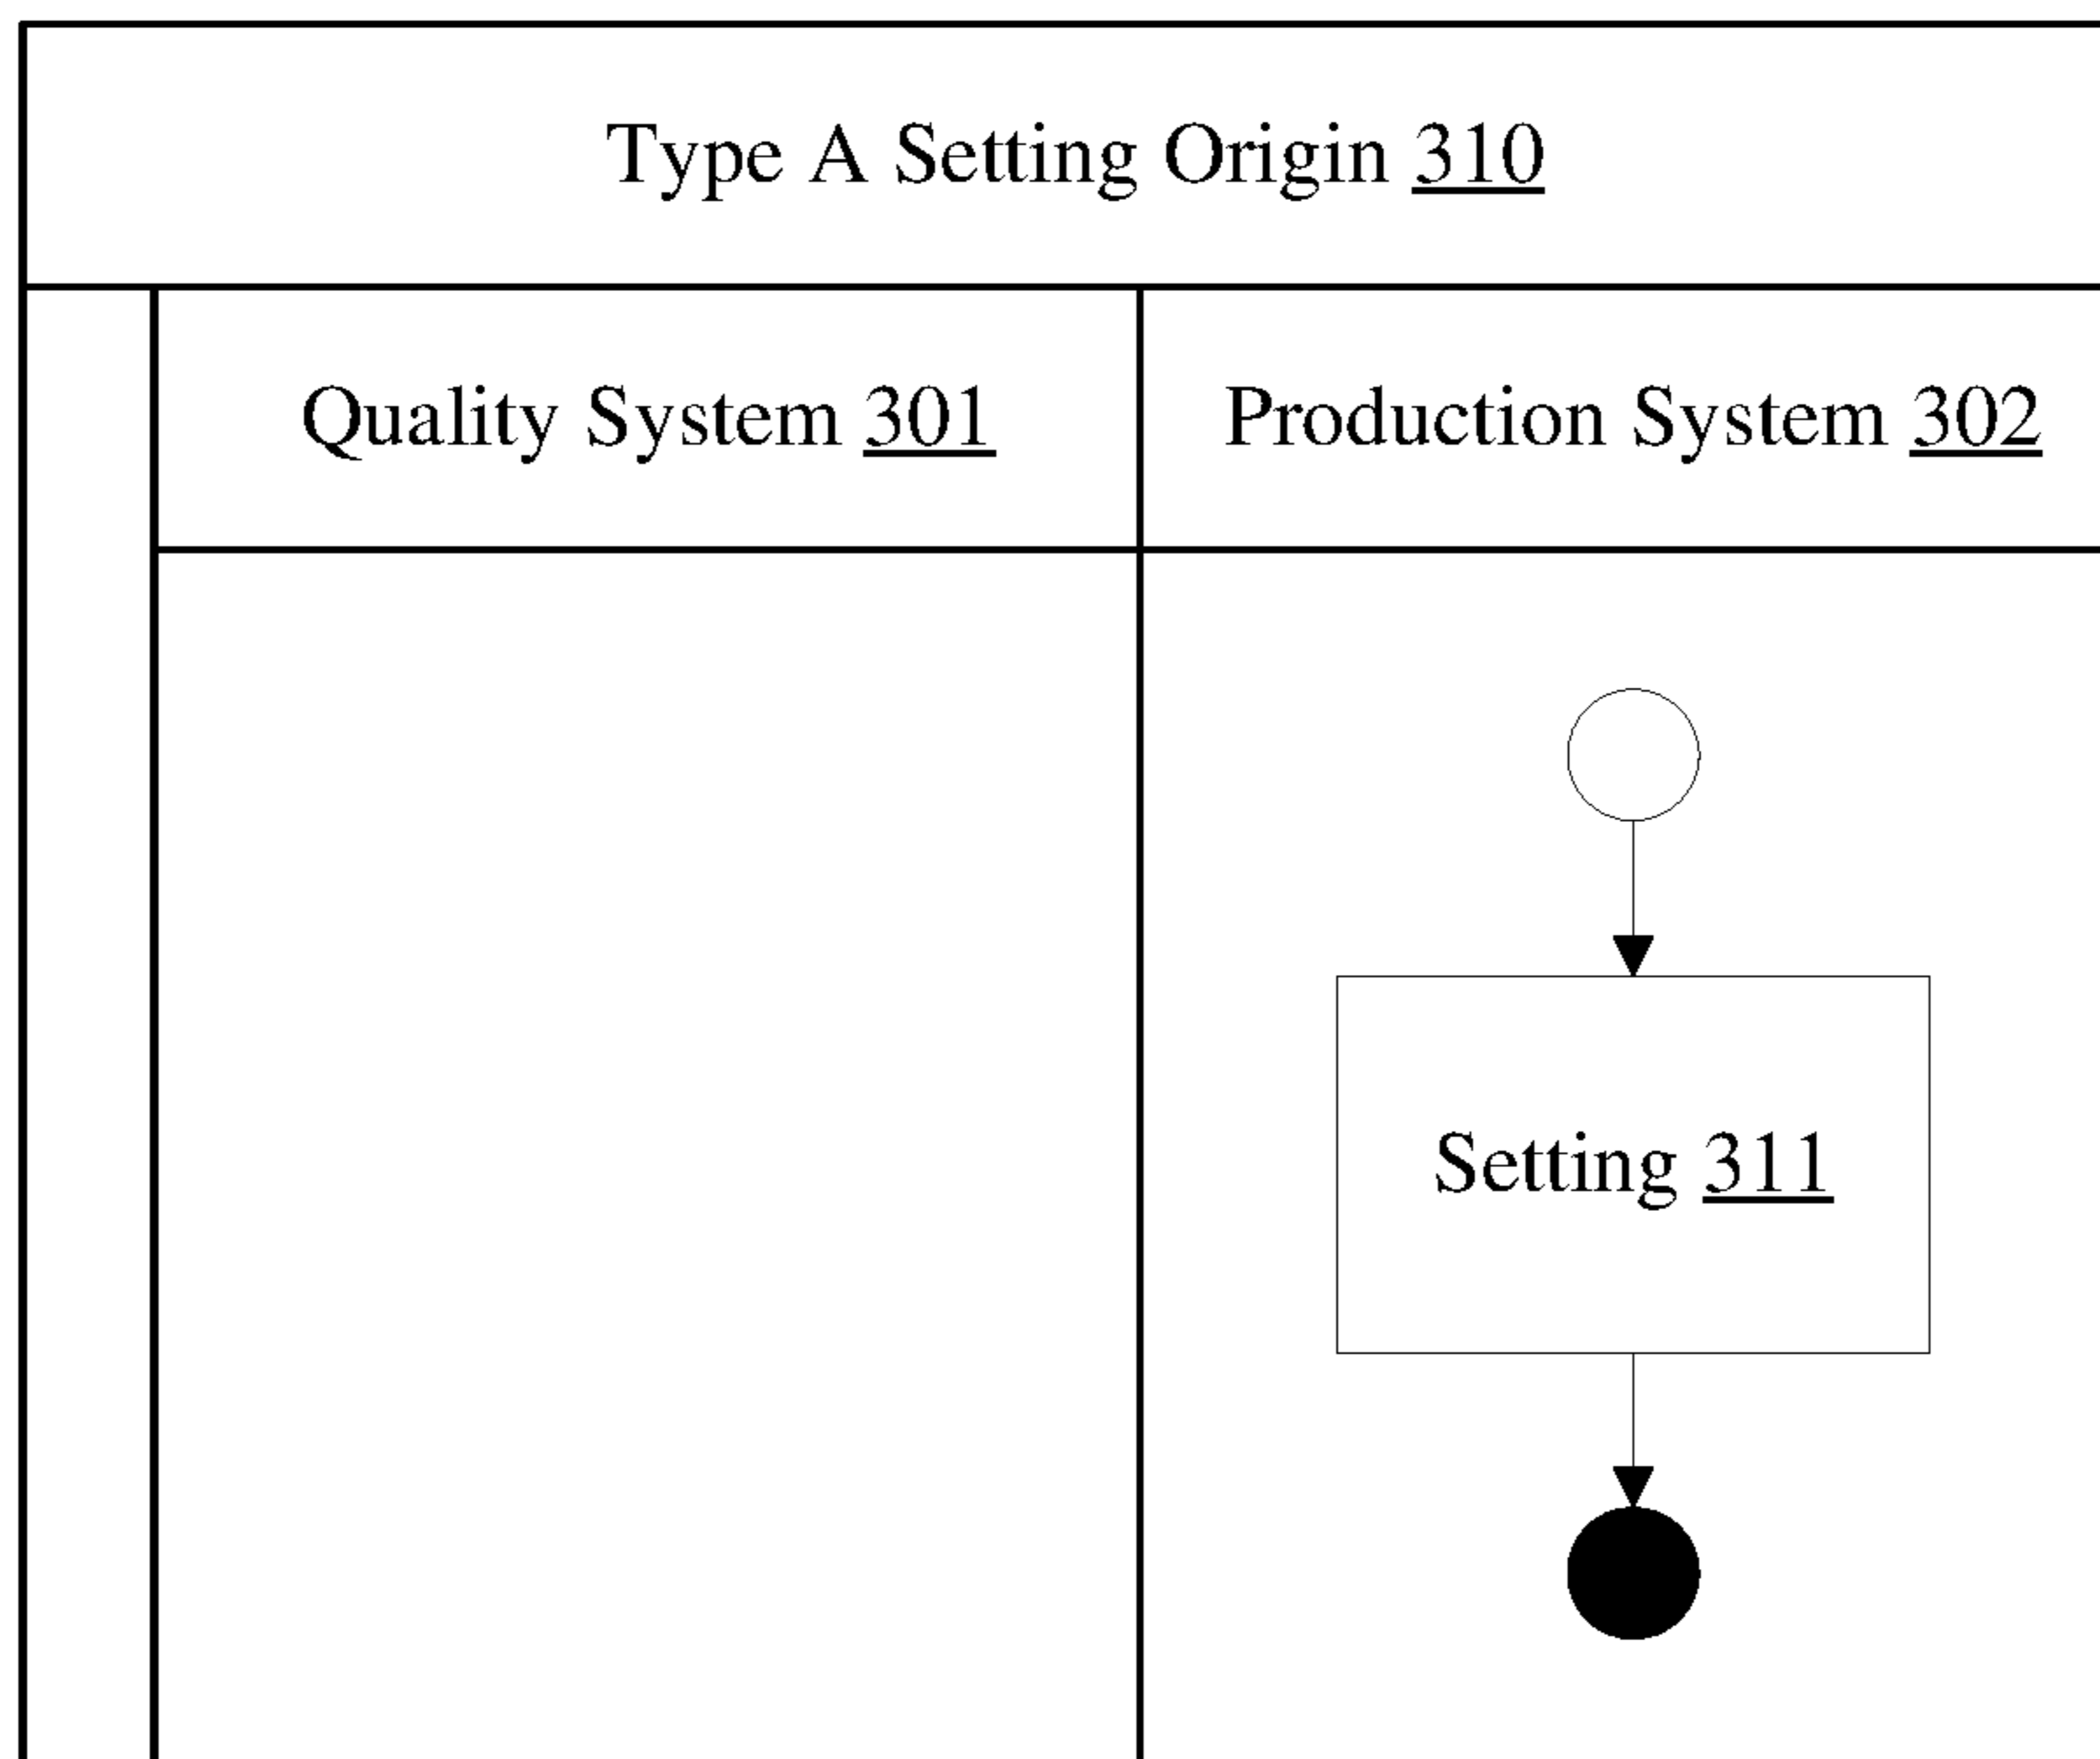 Type A Setting Origin 310
Quality System 301
Production System 302
Setting 311